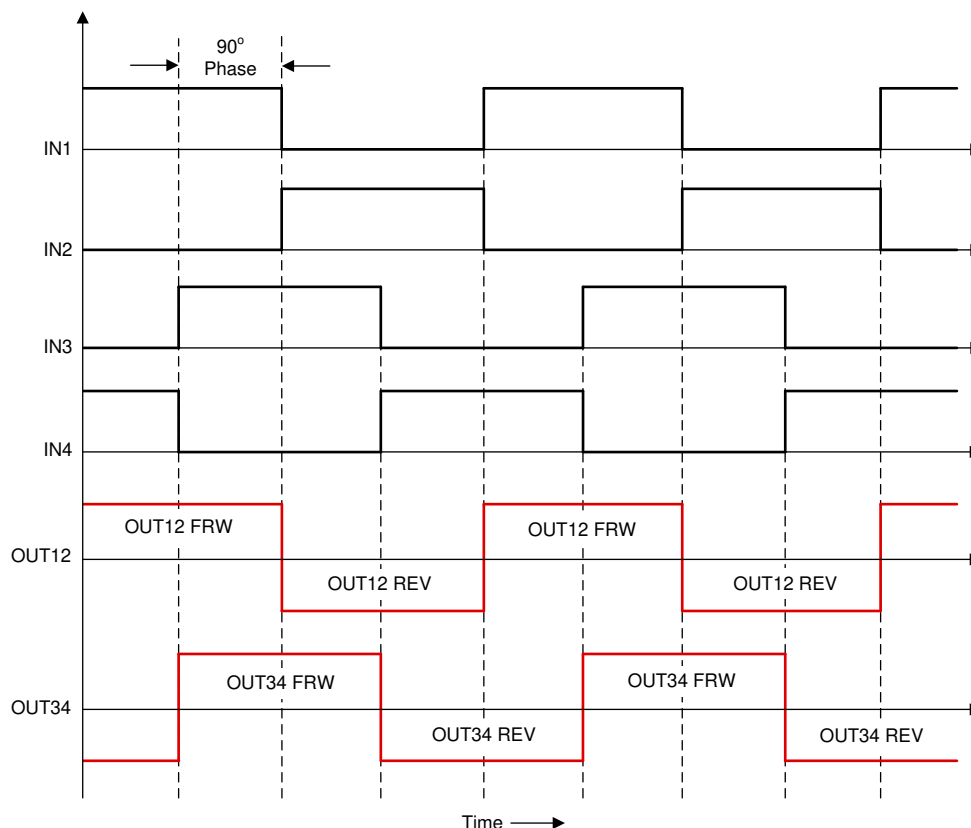 90° 
Phase
IN1
IN2
IN3
IN4
OUT12 FRW
OUT12 FRW
OUT12
OUT12 REV
OUT12 REV
OUT34 FRW
OUT34 FRW
OUT34
OUT34 REV
OUT34 REV
Time